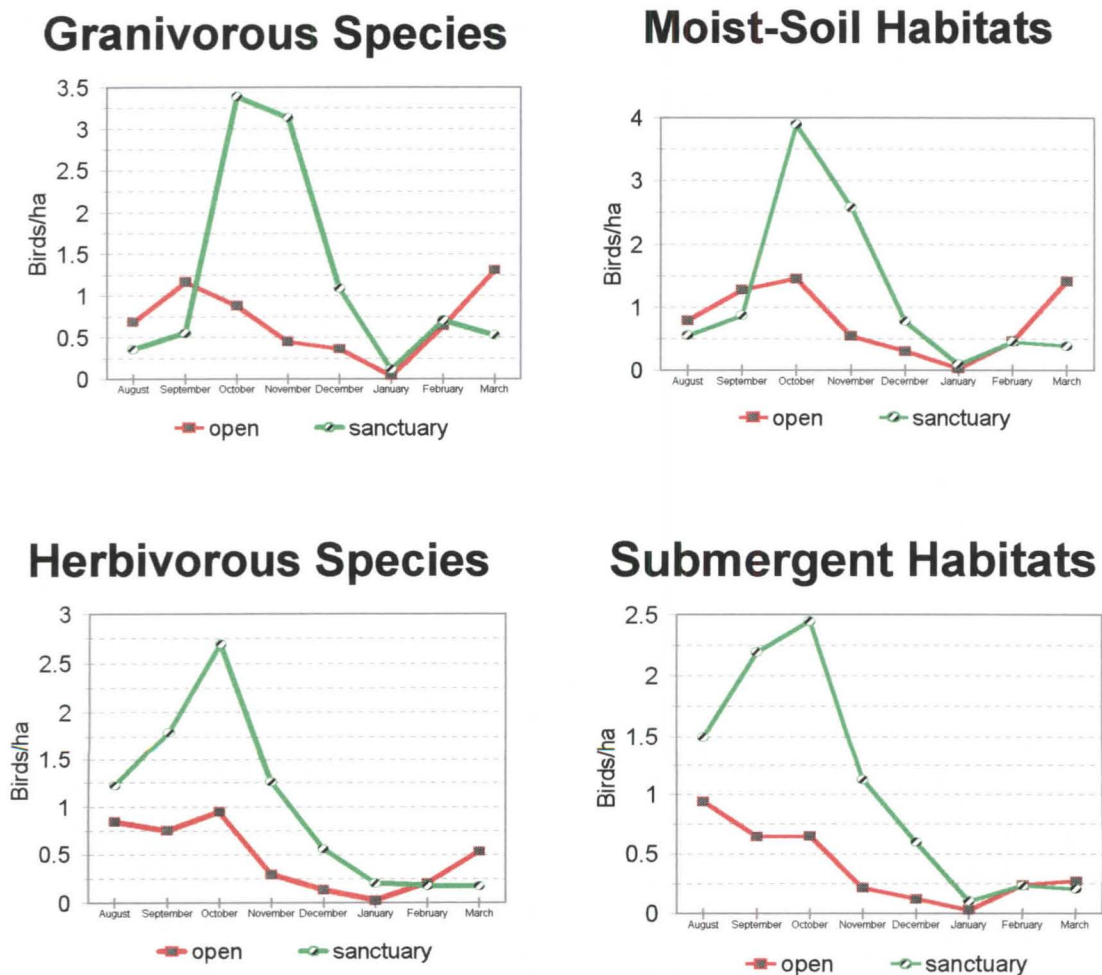 Granivorous Species
3.5
3
2.5
2
1.5
1
0.5
0
Birds/ha
August September October November December January February March
open sanctuary
Moist-Soil Habitats
4
3
2
1
0
Birds/ha
August September October November December January February March
open sanctuary
Herbivorous Species
3
2.5
2
1.5
1
0.5
0
Birds/ha
August September October November December January February March
open sanctuary
Submergent Habitats
2.5
2
1.5
1
0.5
0
Birds/ha
August September October November December January February March
open sanctuary